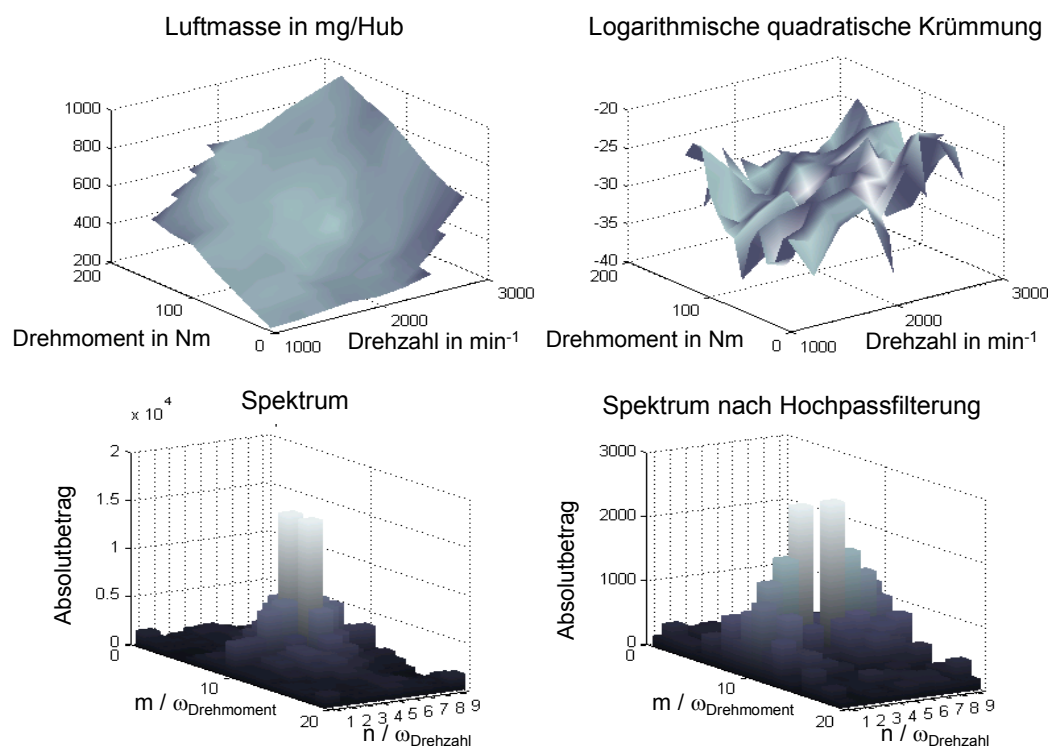 Luftmasse in mg/Hub
1000
800
600
400
200
200
100
0
1000
2000
3000
Drehmoment in Nm
Drehzahl in min⁻¹
Logarithmische quadratische Krümmung
-20
-25
-30
-35
-40
200
100
0
1000
2000
3000
Drehmoment in Nm
Drehzahl in min⁻¹
Spektrum
x 10⁴
2
1.5
1
0.5
0
Absolutbetrag
0
10
20
1 2 3 4 5 6 7 8 9
m / ωDrehmoment
n / ωDrehzahl
Spektrum nach Hochpassfilterung
3000
2000
1000
0
Absolutbetrag
0
10
20
1 2 3 4 5 6 7 8 9
m / ωDrehmoment
n / ωDrehzahl